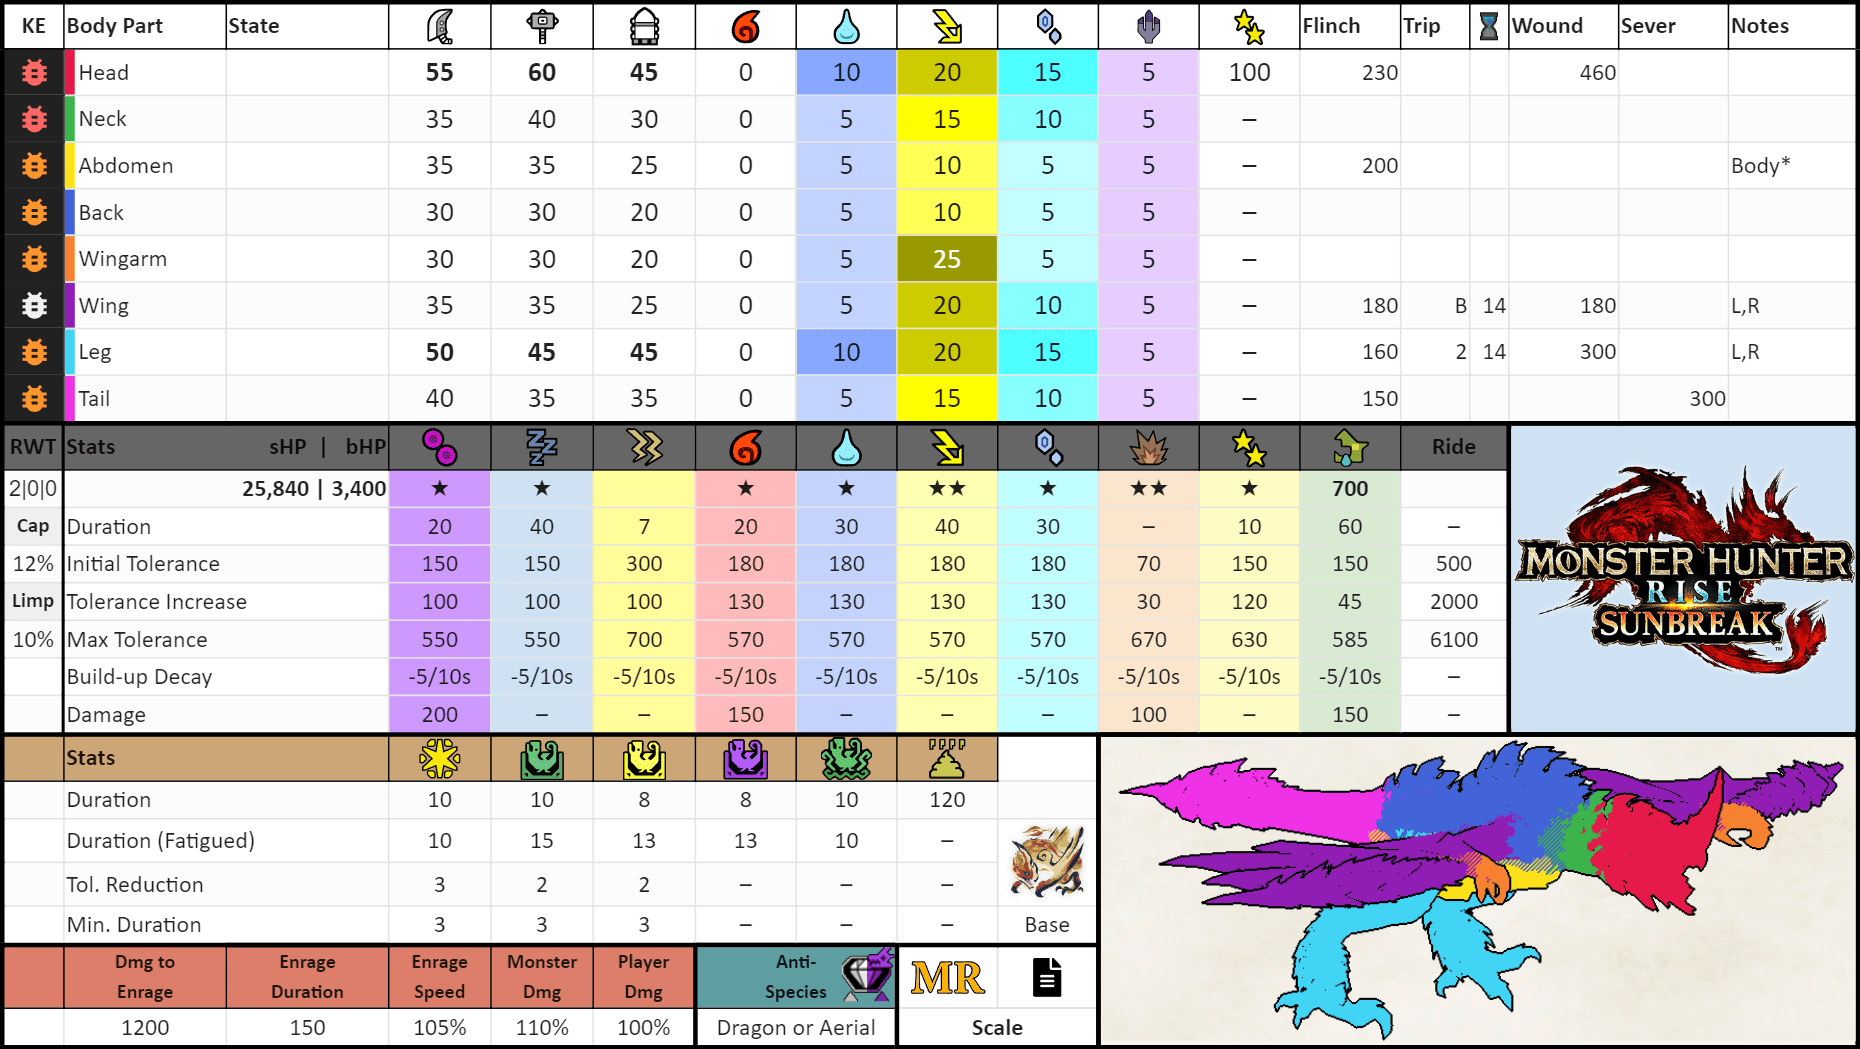 KE Body Part State Flinch Trip Wound Sever Notes
Head 55 60 45 0 10 20 15 5 100 230 460
Neck 35 40 30 0 5 15 10 5 –
Abdomen 35 35 25 0 5 10 5 5 – 200 Body*
Back 30 30 20 0 5 10 5 5 –
Wingarm 30 30 20 0 5 25 5 5 –
Wing 35 35 25 0 5 20 10 5 – 180 B 14 180 L,R
Leg 50 45 45 0 10 20 15 5 – 160 2 14 300 L,R
Tail 40 35 35 0 5 15 10 5 – 150 300
RWT Stats sHP | bHP Ride
2|0|0 25,840 | 3,400 ★ ★ ★ ★ ★★ ★ ★★ ★ 700
Cap Duration 20 40 7 20 30 40 30 – 10 60 –
12% Initial Tolerance 150 150 300 180 180 180 180 70 150 150 500
Limp Tolerance Increase 100 100 100 130 130 130 130 30 120 45 2000
10% Max Tolerance 550 550 700 570 570 570 570 670 630 585 6100
Build-up Decay -5/10s -5/10s -5/10s -5/10s -5/10s -5/10s -5/10s -5/10s -5/10s -5/10s –
Damage 200 – – 150 – – – 100 – 150 –
MONSTER HUNTER
RISE
SUNBREAK™
Stats
Duration 10 10 8 8 10 120
Duration (Fatigued) 10 15 13 13 10 –
Tol. Reduction 3 2 2 – – –
Min. Duration 3 3 3 – – – Base
Dmg to Enrage Enrage Duration Enrage Speed Monster Dmg Player Dmg Anti-Species MR
1200 150 105% 110% 100% Dragon or Aerial Scale